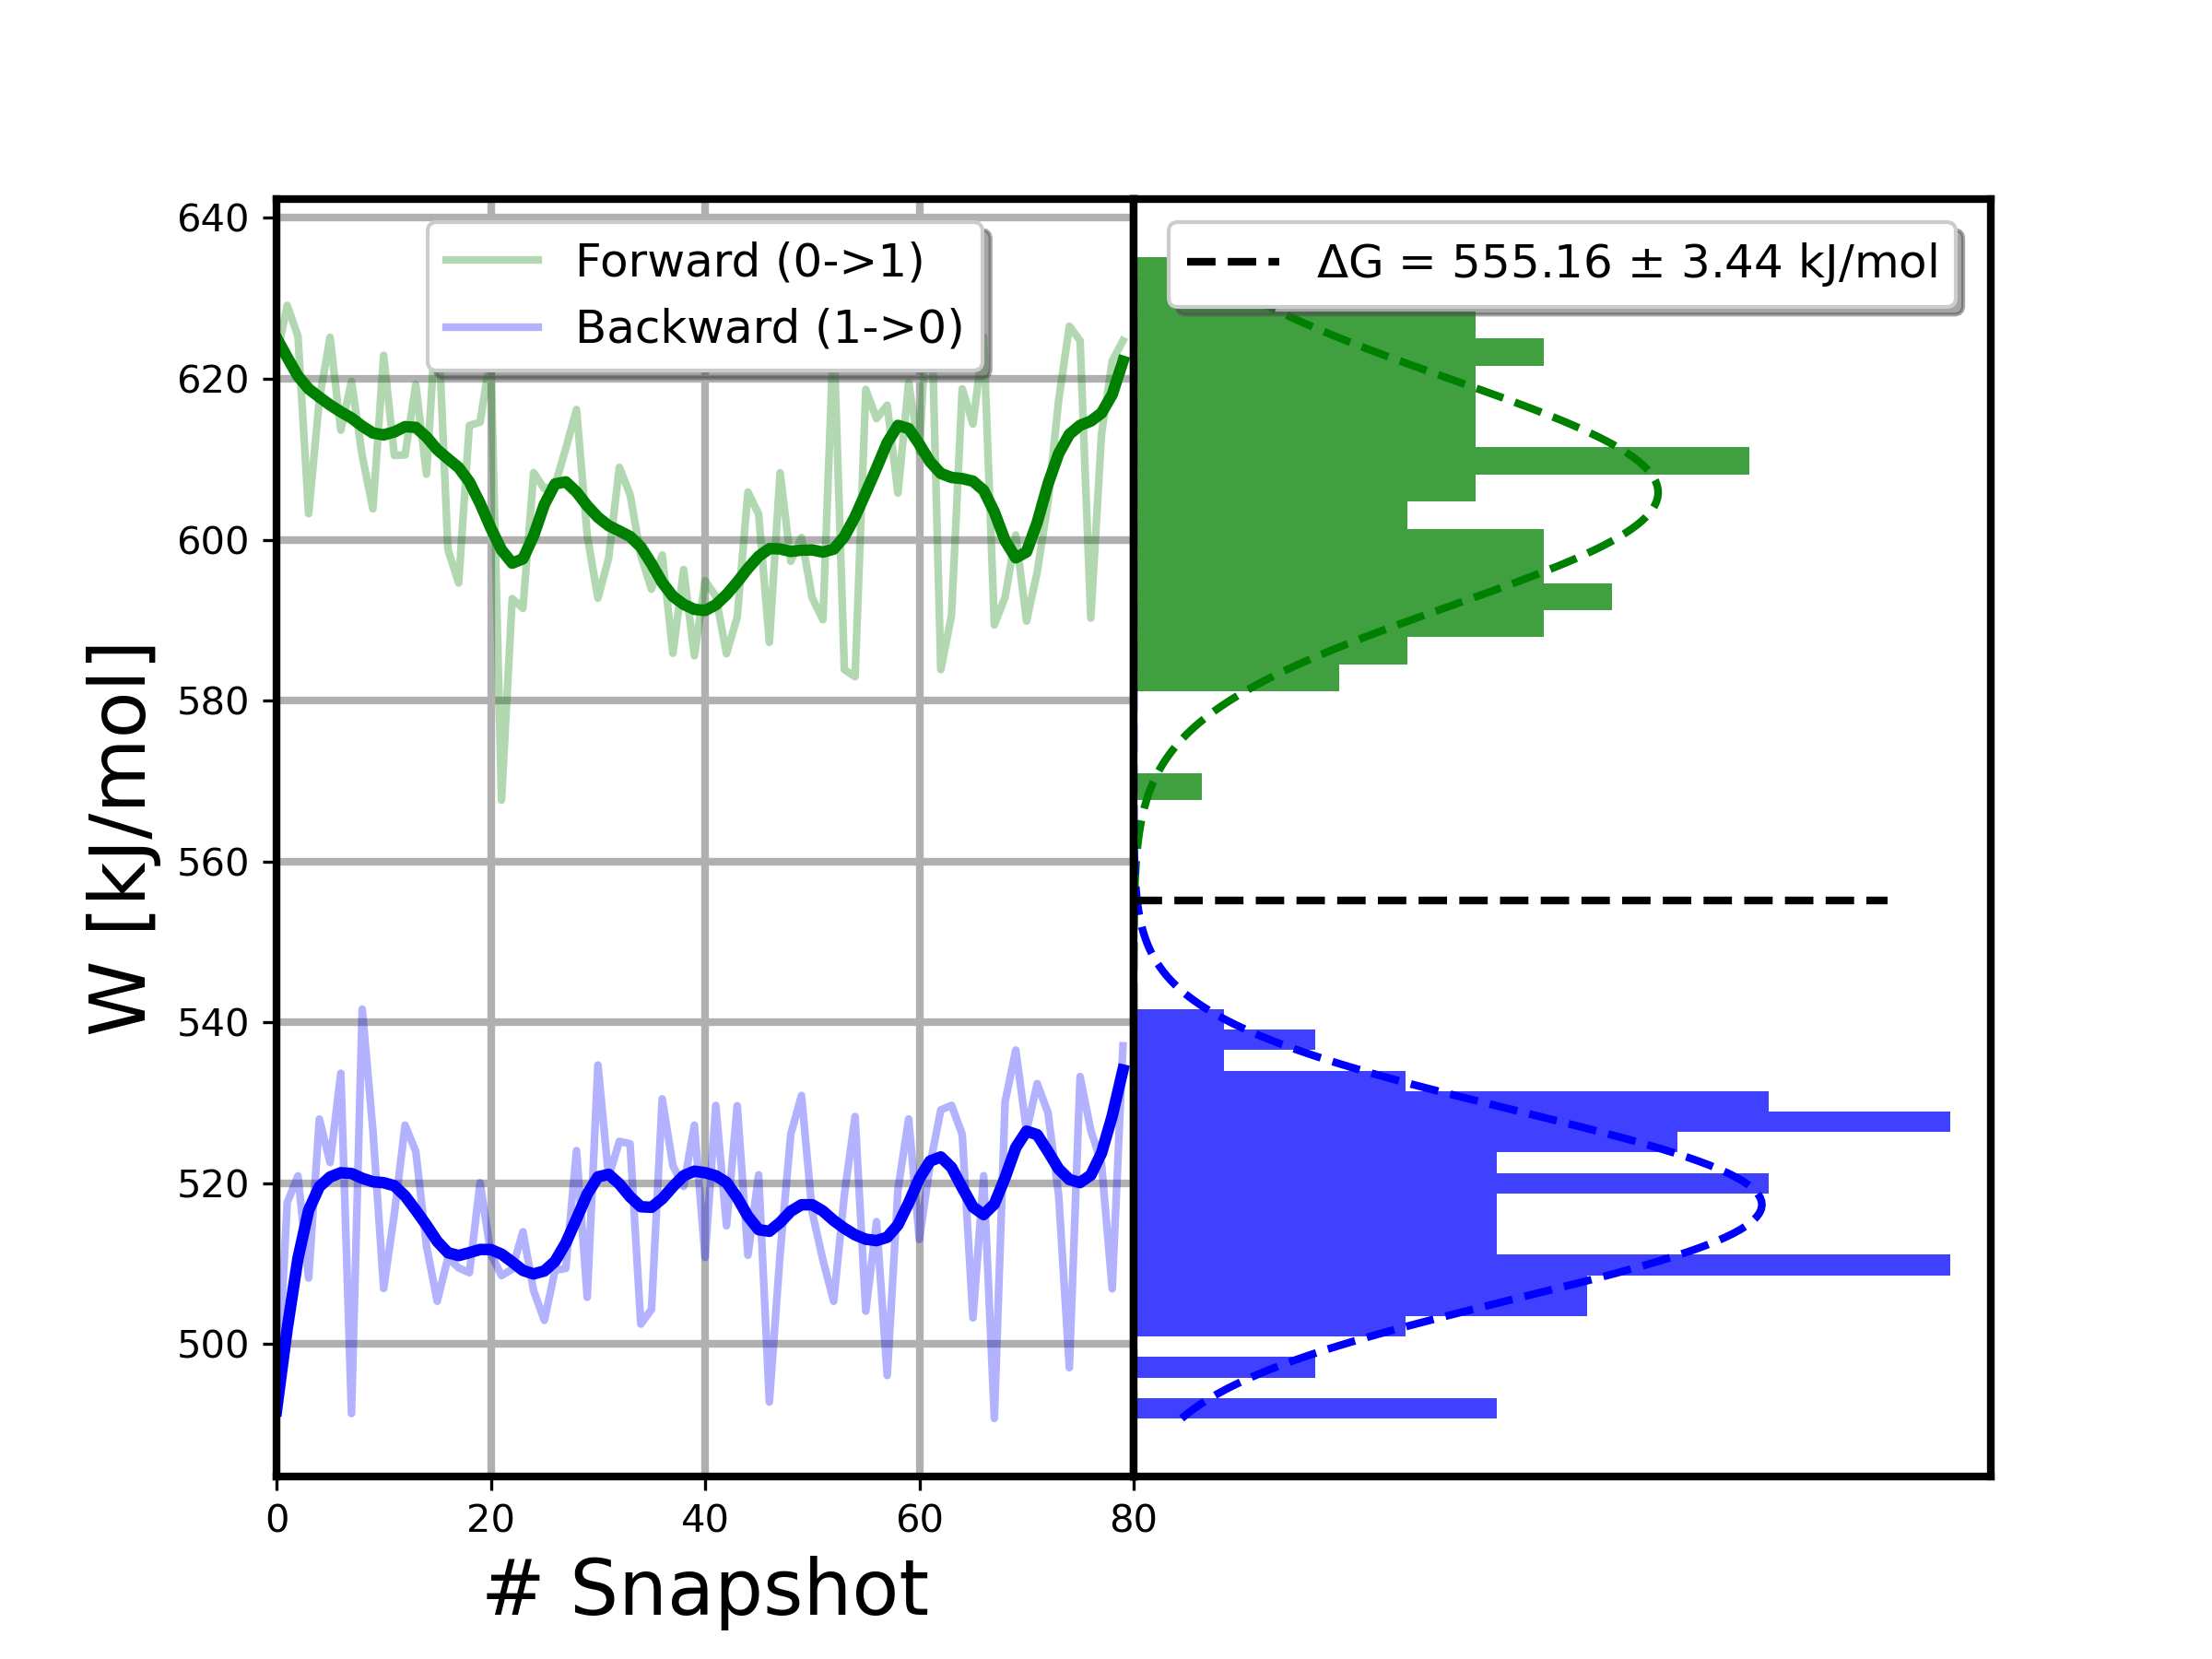 640
620
600
580
560
540
520
500
W [kJ/mol]
Forward (0->1)
Backward (1->0)
ΔG = 555.16 ± 3.44 kJ/mol
0 20 40 60 80
# Snapshot